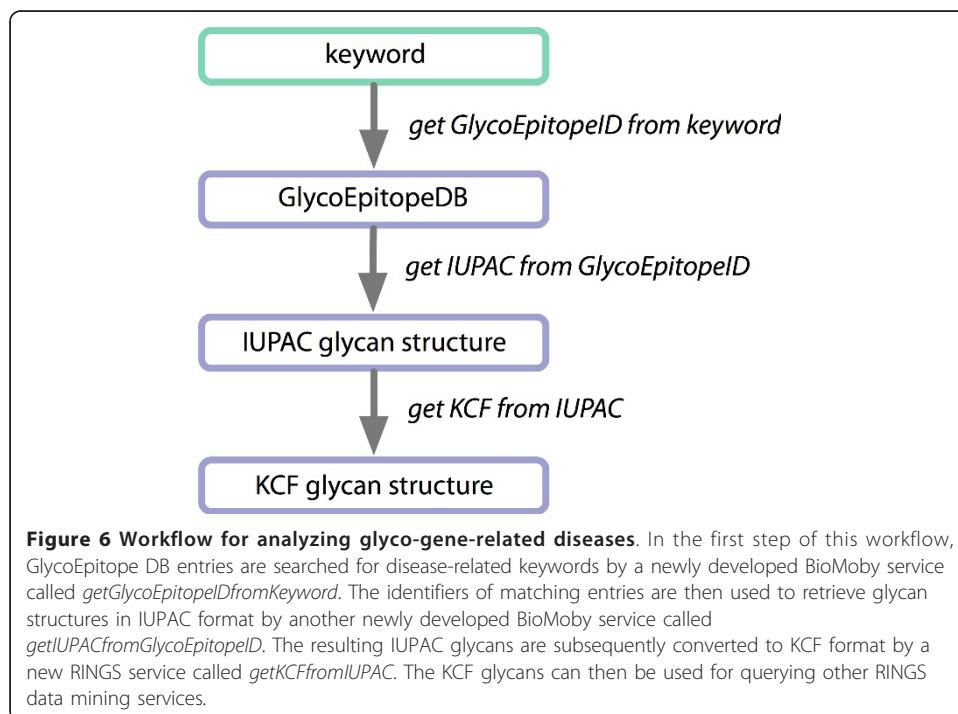 keyword
get GlycoEpitopeID from keyword
GlycoEpitopeDB
get IUPAC from GlycoEpitopeID
IUPAC glycan structure
get KCF from IUPAC
KCF glycan structure
Figure 6 Workflow for analyzing glyco-gene-related diseases. In the first step of this workflow,
GlycoEpitope DB entries are searched for disease-related keywords by a newly developed BioMoby service
called getGlycoEpitopeIDfromKeyword. The identifiers of matching entries are then used to retrieve glycan
structures in IUPAC format by another newly developed BioMoby service called
getIUPACfromGlycoEpitopeID. The resulting IUPAC glycans are subsequently converted to KCF format by a
new RINGS service called getKCFfromIUPAC. The KCF glycans can then be used for querying other RINGS
data mining services.